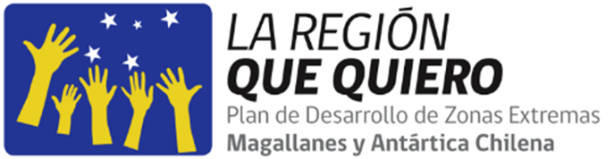 LA REGIÓN
QUE QUIERO
Plan de Desarrollo de Zonas Extremas
Magallanes y Antártica Chilena